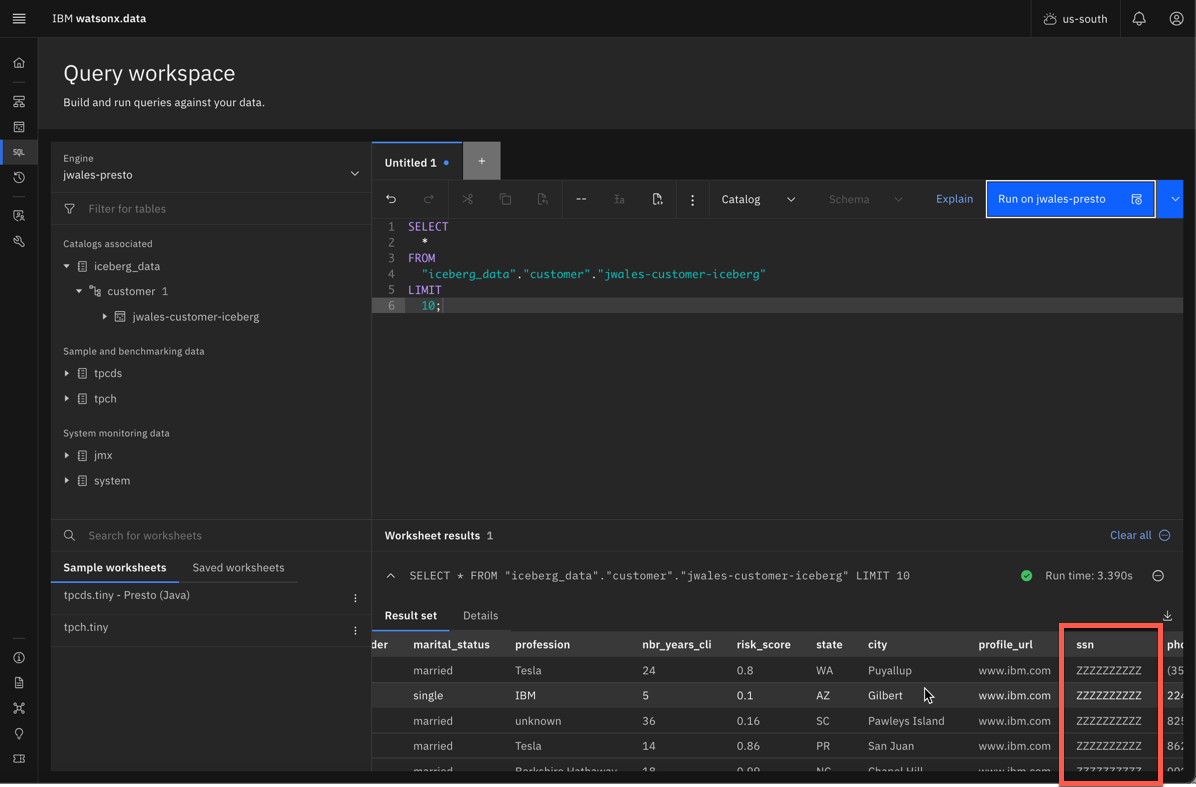 IBM watsonx.data
us-south
Query workspace
Build and run queries against your data.
Engine
jwales-presto
Filter for tables
Catalogs associated
iceberg_data
customer 1
jwales-customer-iceberg
Sample and benchmarking data
tpcds
tpch
System monitoring data
jmx
system
Search for worksheets
Sample worksheets Saved worksheets
tpcds.tiny - Presto (Java)
tpch.tiny
SQL
Untitled 1 +
-- Catalog Schema Explain Run on jwales-presto
1 SELECT
2 *
3 FROM
4 "iceberg_data"."customer"."jwales-customer-iceberg"
5 LIMIT
6 10;
Worksheet results 1 Clear all
SELECT * FROM "iceberg_data"."customer"."jwales-customer-iceberg" LIMIT 10 Run time: 3.390s
Result set Details
der marital_status profession nbr_years_cli risk_score state city profile_url ssn pho
married Tesla 24 0.8 WA Puyallup www.ibm.com ZZZZZZZZZZ (35
single IBM 5 0.1 AZ Gilbert www.ibm.com ZZZZZZZZZZ 224
married unknown 36 0.16 SC Pawleys Island www.ibm.com ZZZZZZZZZZ 825
married Tesla 14 0.86 PR San Juan www.ibm.com ZZZZZZZZZZ 862
married Berkshire Hathaway 18 0.99 NC Chapel Hill www.ibm.com ZZZZZZZZZZ